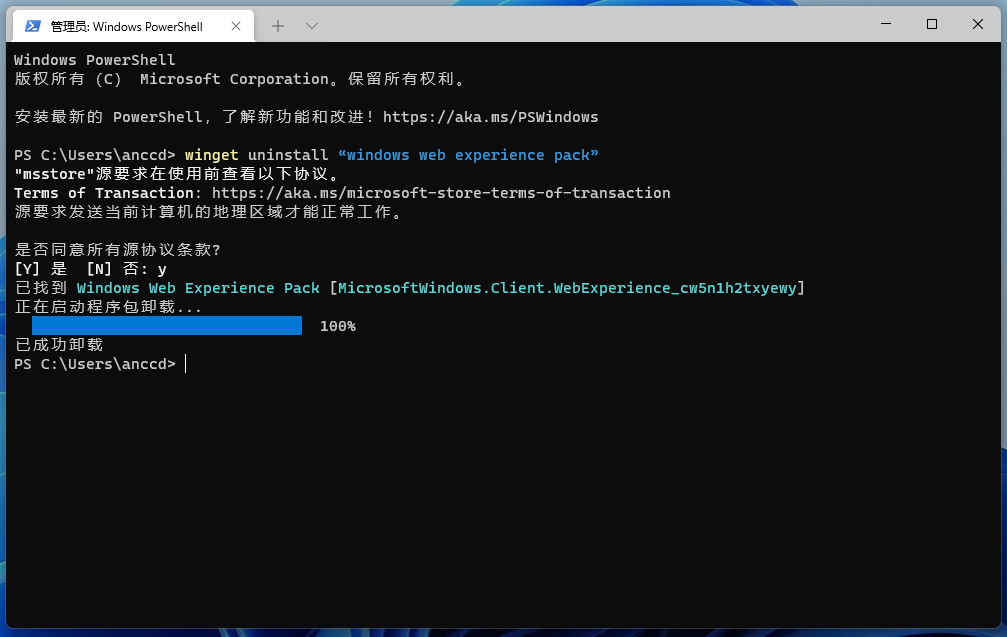 管理员: Windows PowerShell
Windows PowerShell
版权所有 (C)  Microsoft Corporation。保留所有权利。
安装最新的 PowerShell，了解新功能和改进！https://aka.ms/PSWindows
PS C:\Users\anccd> winget uninstall “windows web experience pack”
"msstore"源要求在使用前查看以下协议。
Terms of Transaction: https://aka.ms/microsoft-store-terms-of-transaction
源要求发送当前计算机的地理区域才能正常工作。
是否同意所有源协议条款?
[Y] 是  [N] 否: y
已找到 Windows Web Experience Pack [MicrosoftWindows.Client.WebExperience_cw5n1h2txyewy]
正在启动程序包卸载...
100%
已成功卸载
PS C:\Users\anccd>